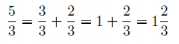 5/3 = 3/3 + 2/3 = 1 + 2/3 = 1 2/3